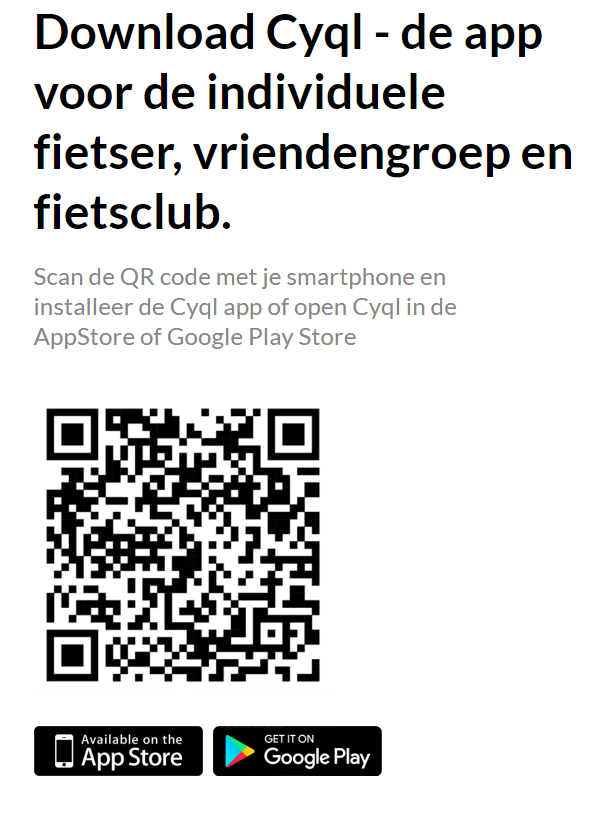 Download Cyql - de app
voor de individuele
fietser, vriendengroep en
fietsclub.
Scan de QR code met je smartphone en
installeer de Cyql app of open Cyql in de
AppStore of Google Play Store
Available on the
App Store
GET IT ON
Google Play